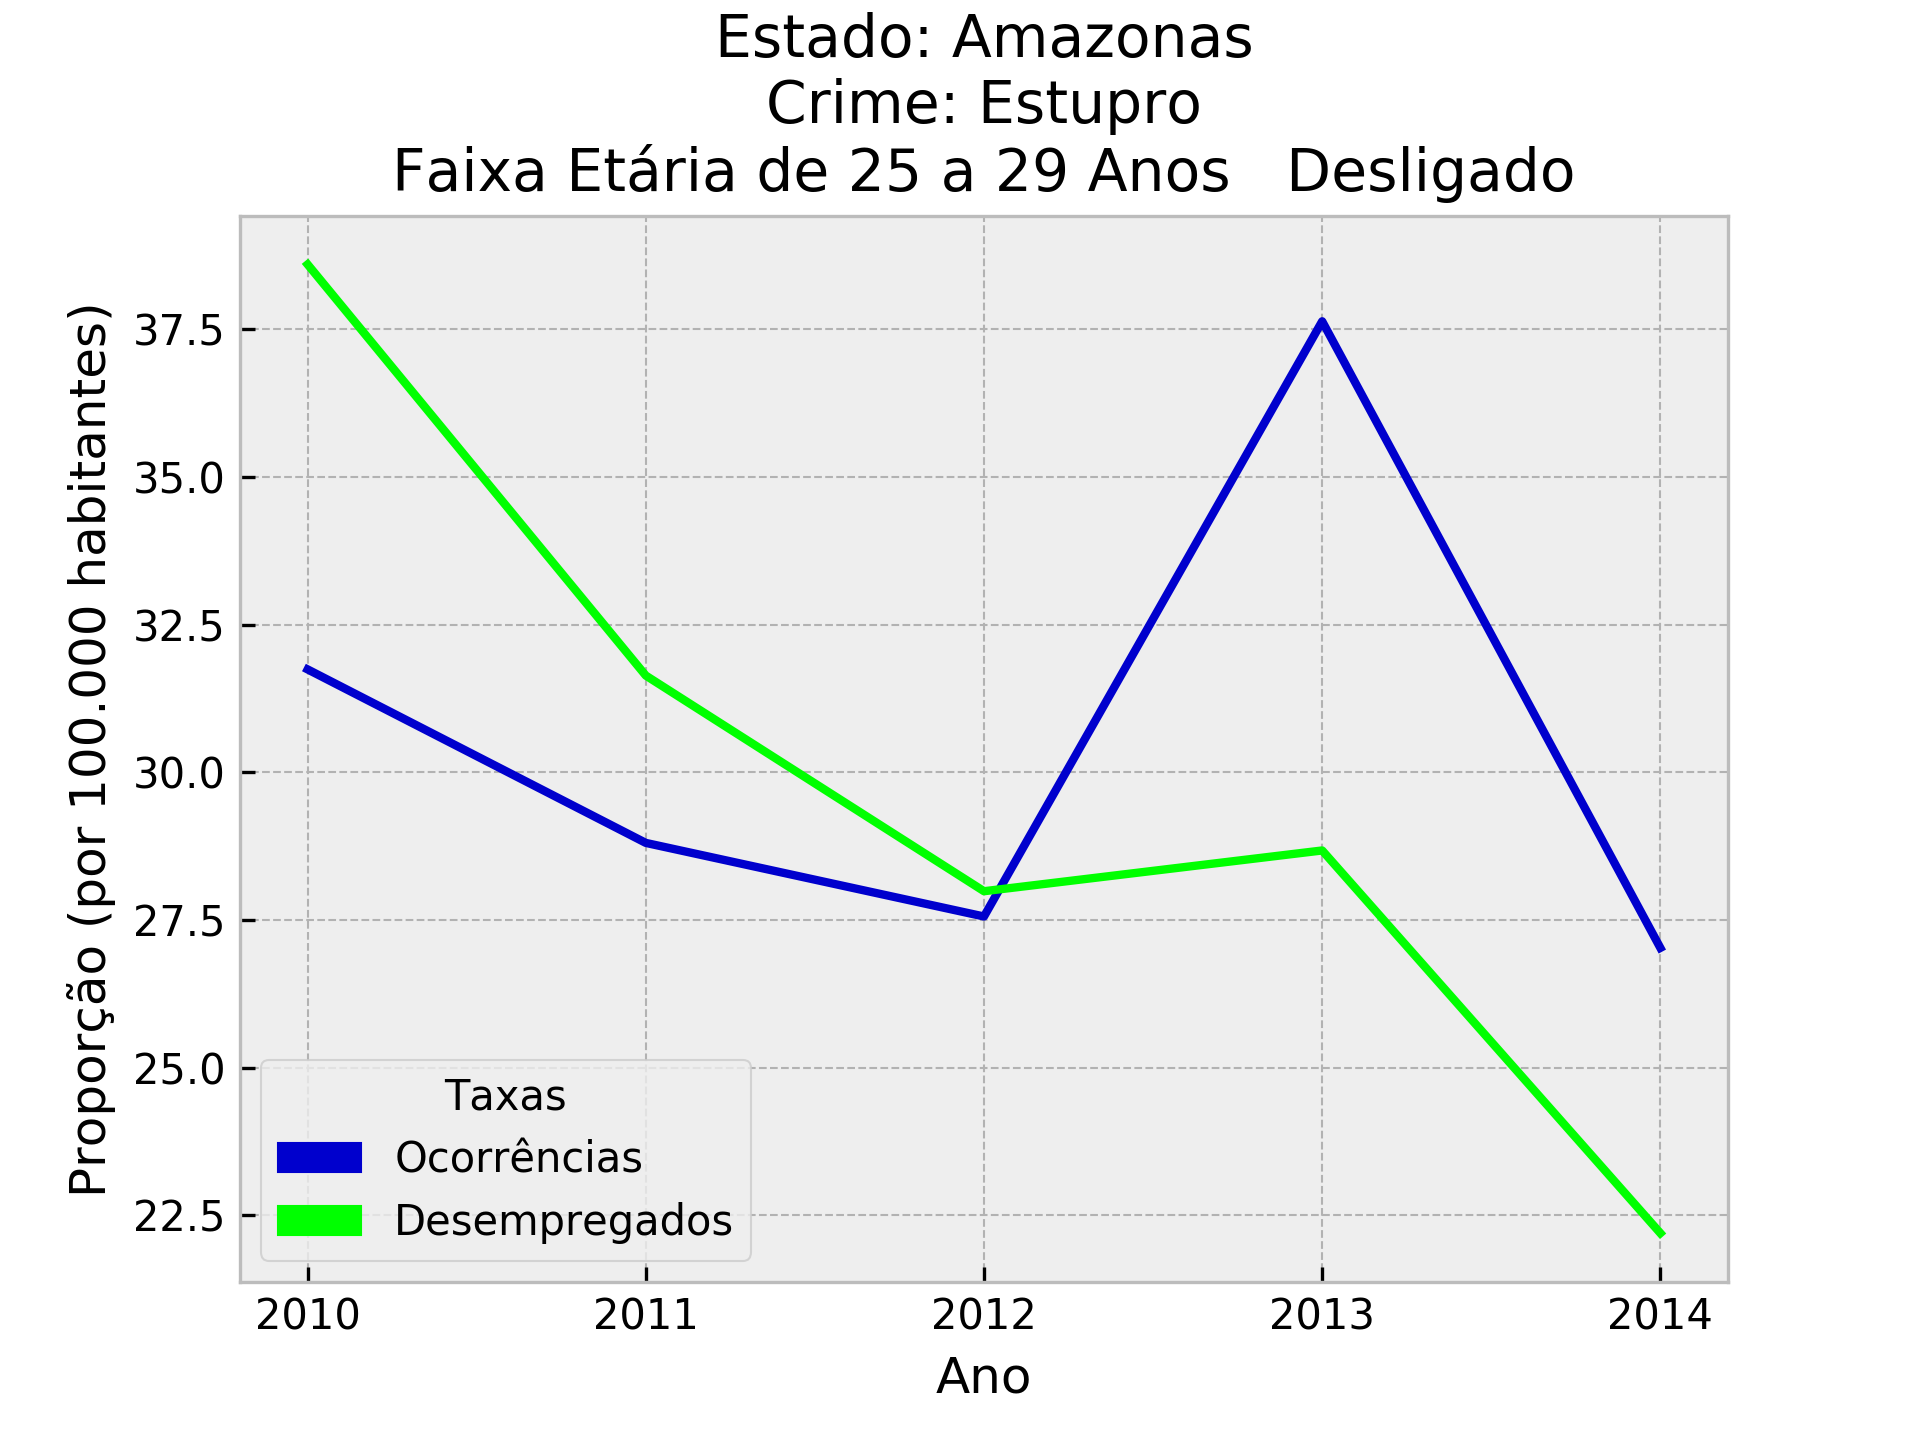 Estado: Amazonas
Crime: Estupro
Faixa Etária de 25 a 29 Anos   Desligado
Proporção (por 100.000 habitantes)
37.5
35.0
32.5
30.0
27.5
25.0
22.5
Taxas
Ocorrências
Desempregados
2010 2011 2012 2013 2014
Ano